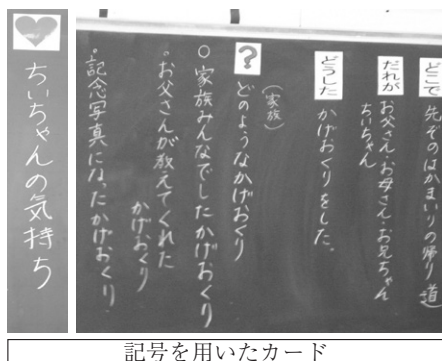 どこで 先そのはかまいりの帰り道
だれが お父さん・お母さん・お兄ちゃん
ちいちゃん
どうした かげおくりをした。
(家族)
? どのようなかげおくり
○ 家族みんなでしたかげおくり
○ お父さんが教えてくれた
かげおくり
○ 記念写真になったかげおくり
ちいちゃんの気持ち
記号を用いたカード